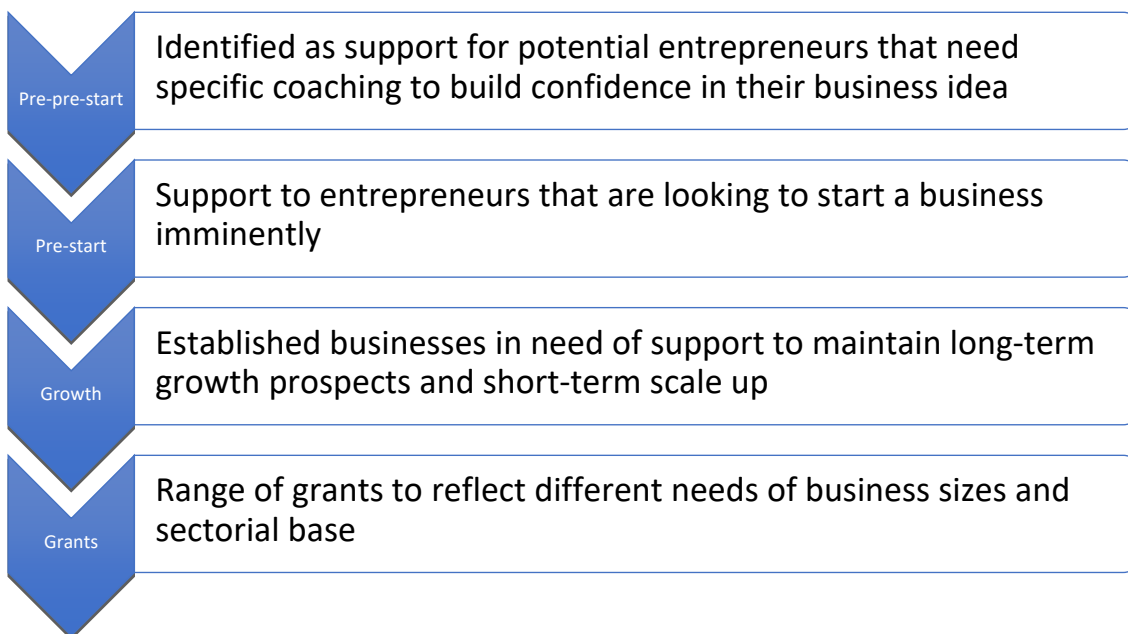 Pre-pre-start
Identified as support for potential entrepreneurs that need
specific coaching to build confidence in their business idea
Pre-start
Support to entrepreneurs that are looking to start a business
imminently
Growth
Established businesses in need of support to maintain long-term
growth prospects and short-term scale up
Grants
Range of grants to reflect different needs of business sizes and
sectorial base